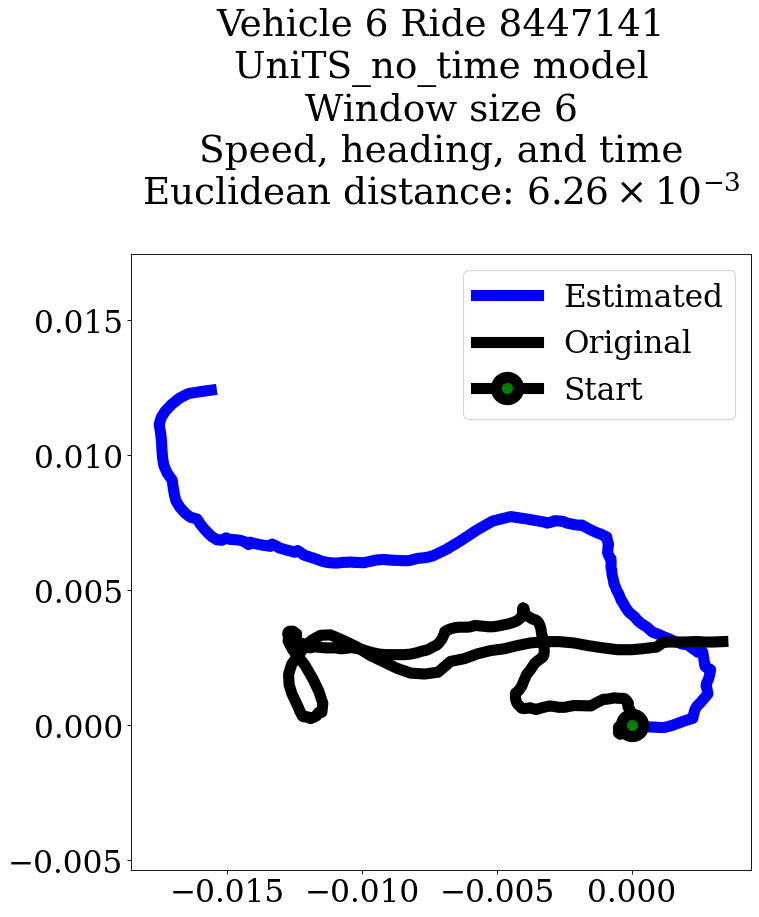 Vehicle 6 Ride 8447141
UniTS_no_time model
Window size 6
Speed, heading, and time
Euclidean distance: 6.26 × 10⁻³
Estimated
Original
Start
0.015
0.010
0.005
0.000
−0.005
−0.015 −0.010 −0.005 0.000